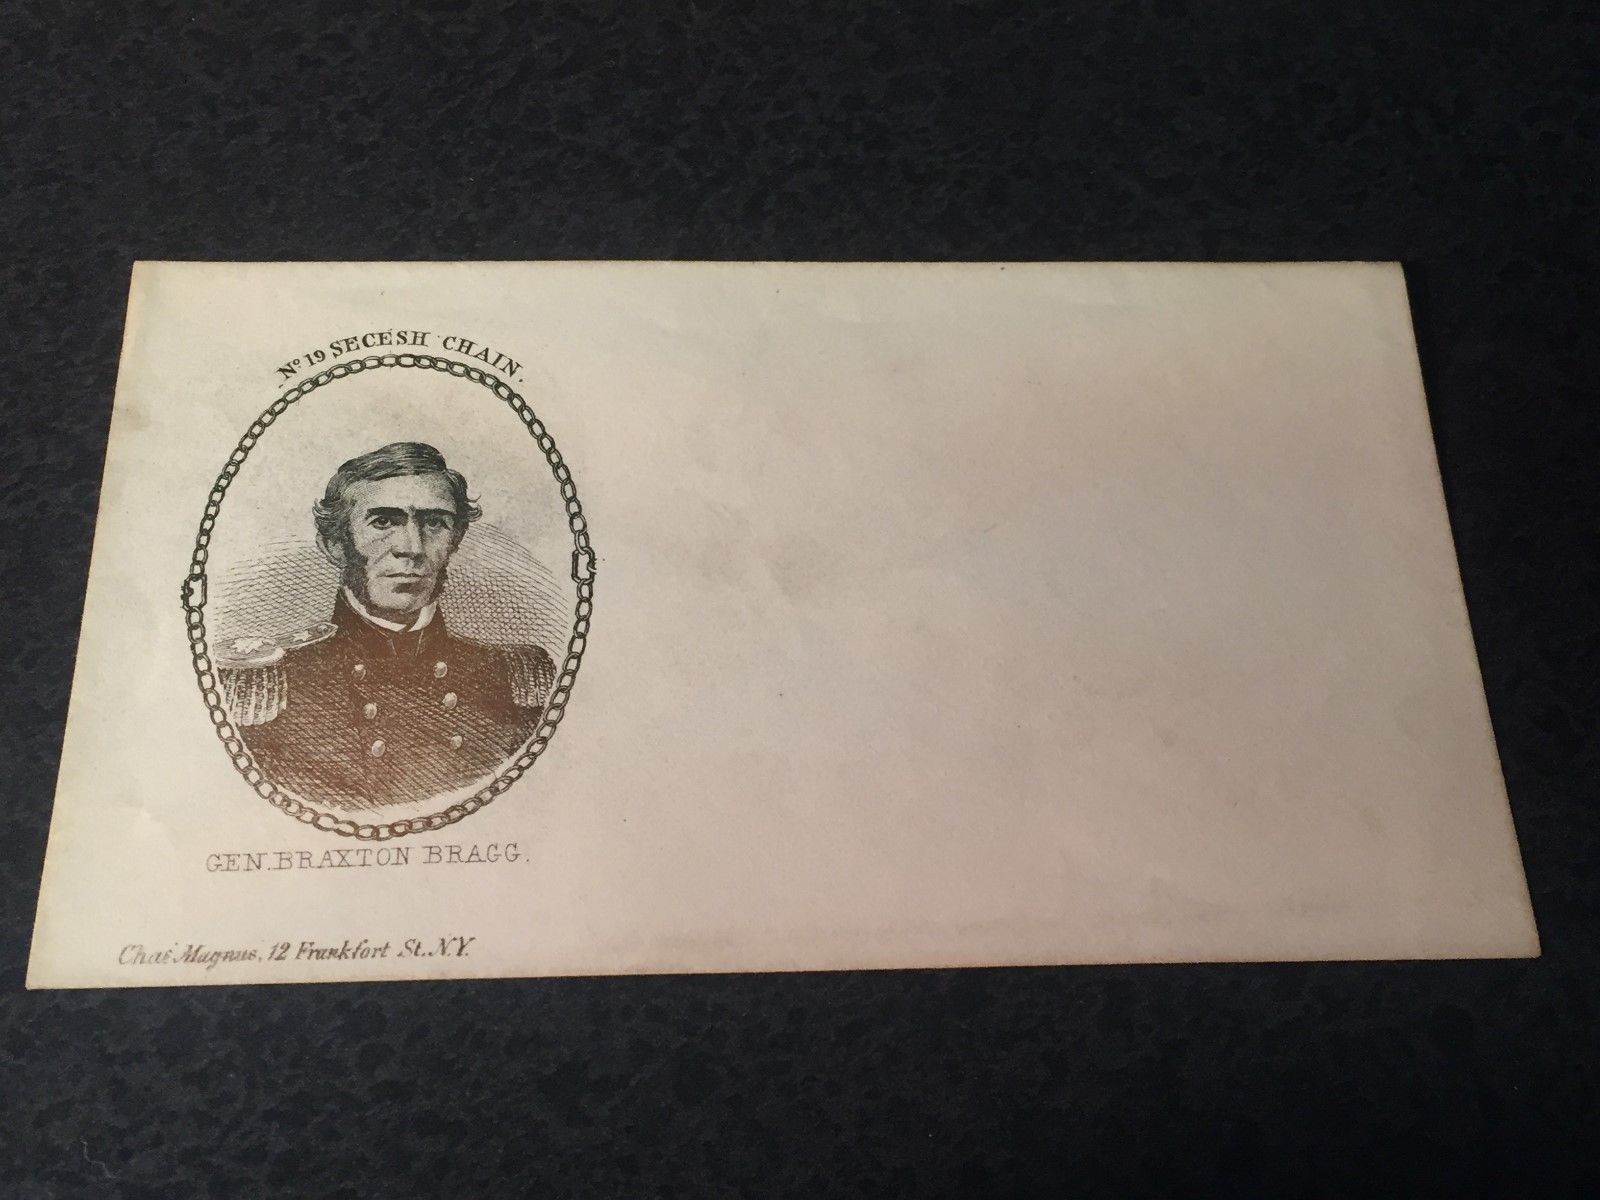 No 19 SECESH CHAIN.
GEN. BRAXTON BRAGG.
Chas Magnus, 12 Frankfort St. N.Y.